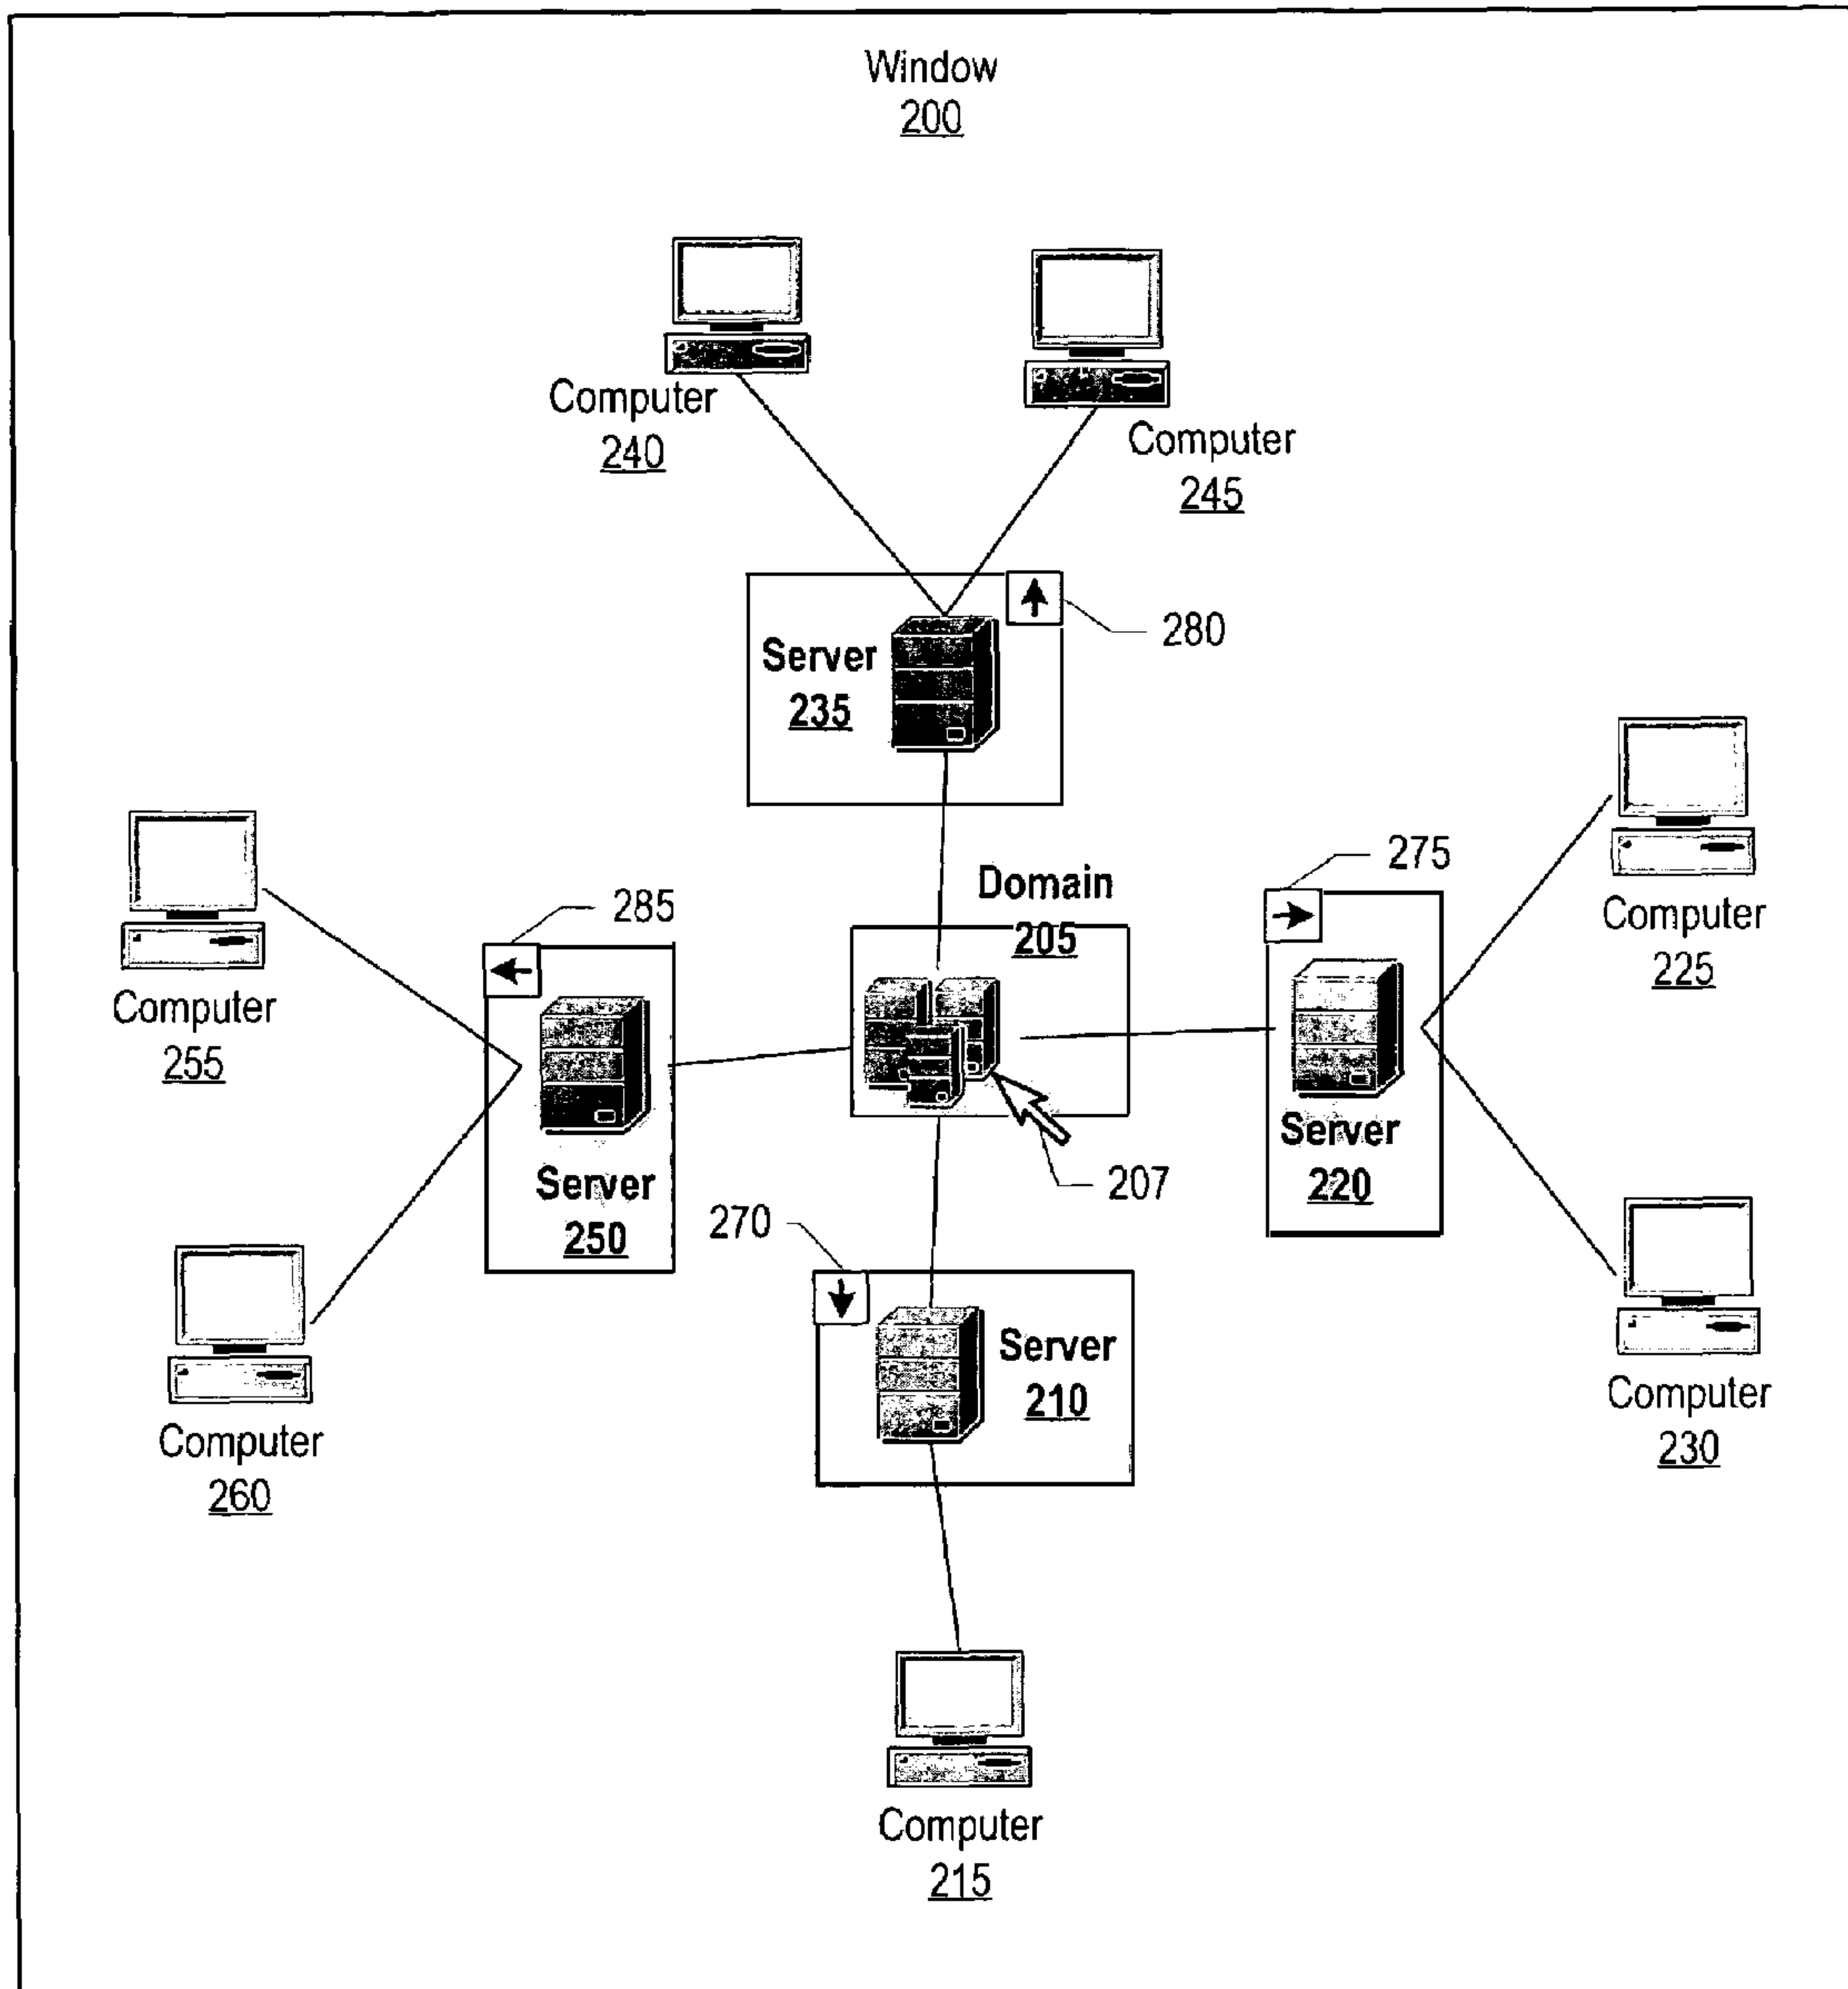 Window
200
Computer
240
Computer
245
280
Server
235
275
Domain
205
285
Computer
225
Computer
255
Server
220
207
Server
250
270
Server
210
Computer
230
Computer
260
Computer
215